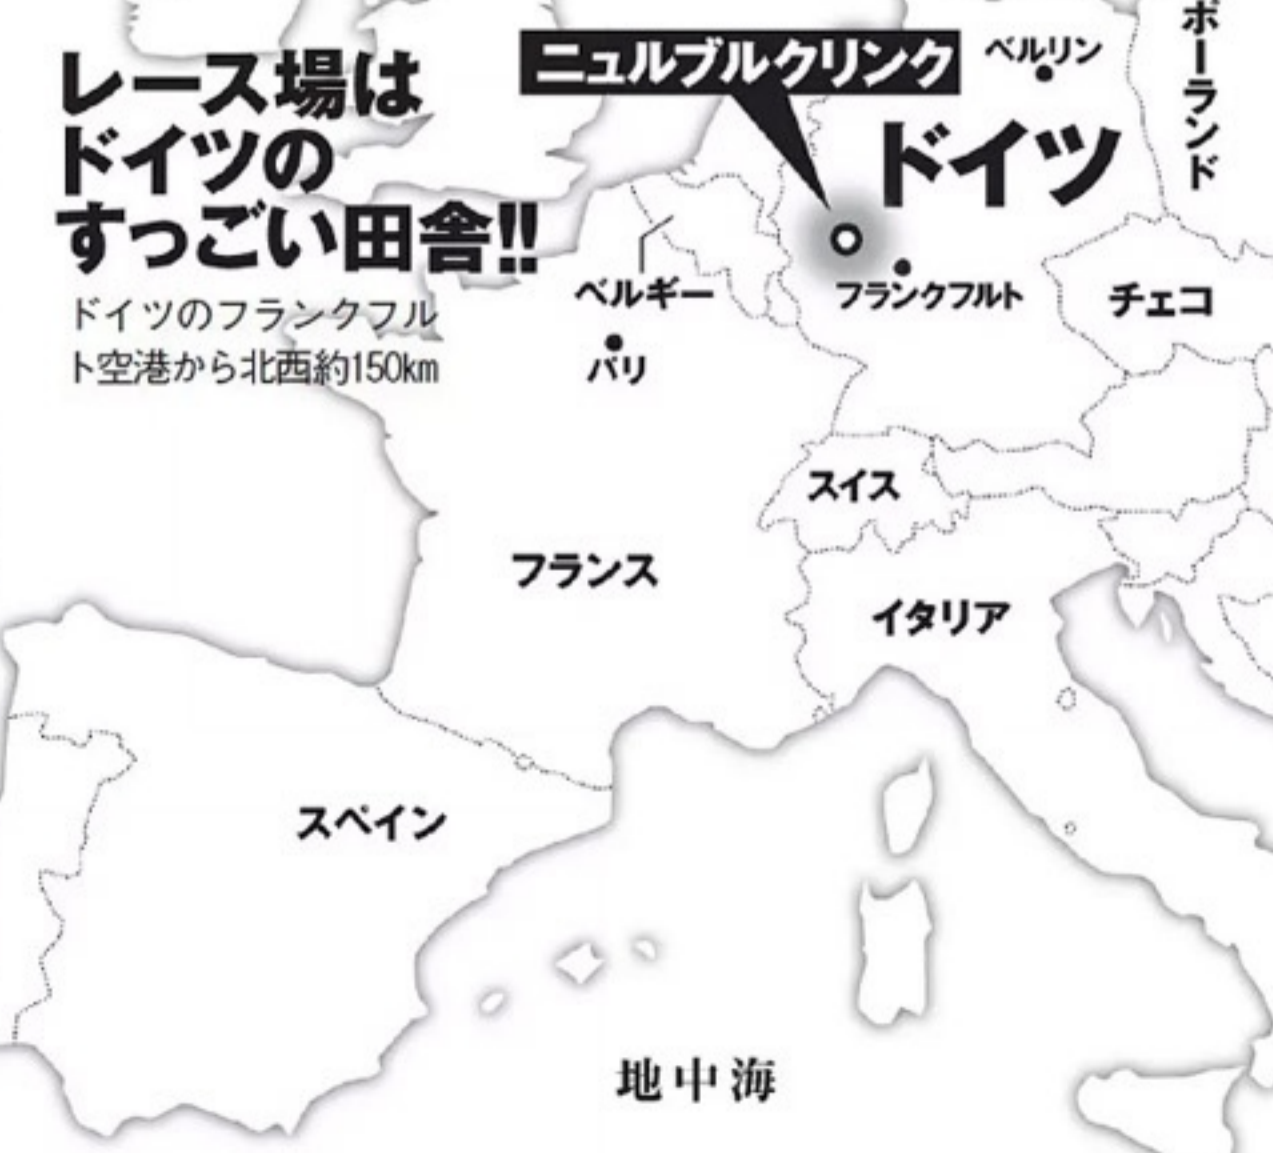 レース場は
ドイツの
すっごい田舎!!
ドイツのフランクフル
ト空港から北西約150km
ニュルブルクリンク
ベルリン
ポーランド
ドイツ
ベルギー
フランクフルト
チェコ
パリ
スイス
フランス
イタリア
スペイン
地中海